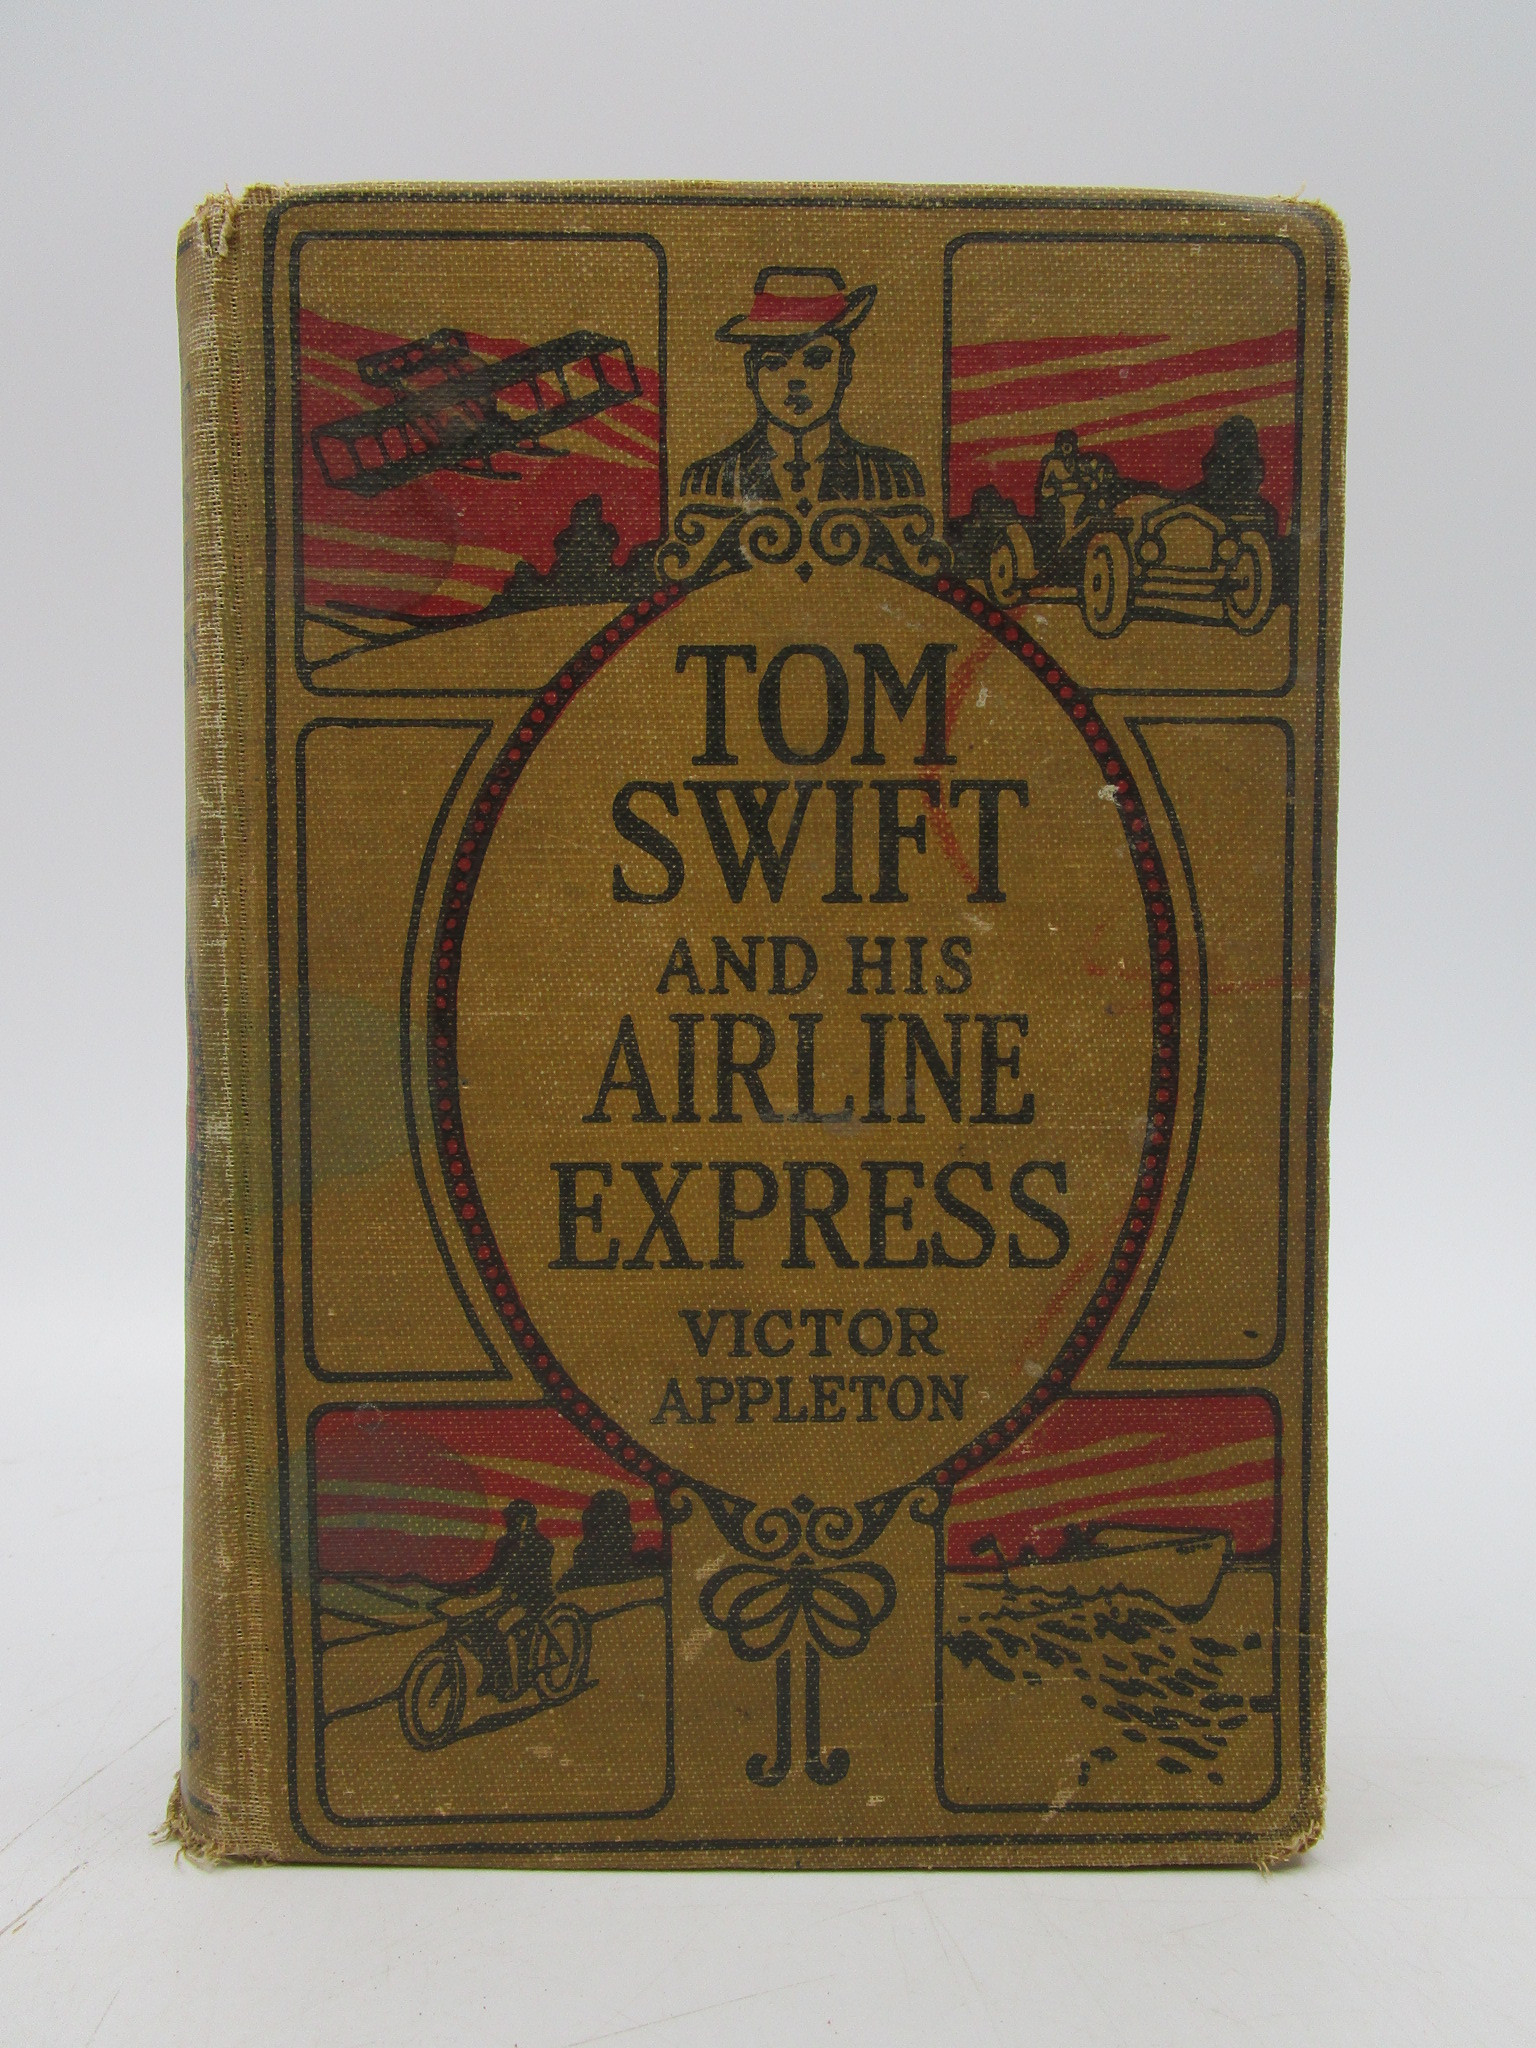 TOM
SWIFT
AND HIS
AIRLINE
EXPRESS
VICTOR
APPLETON